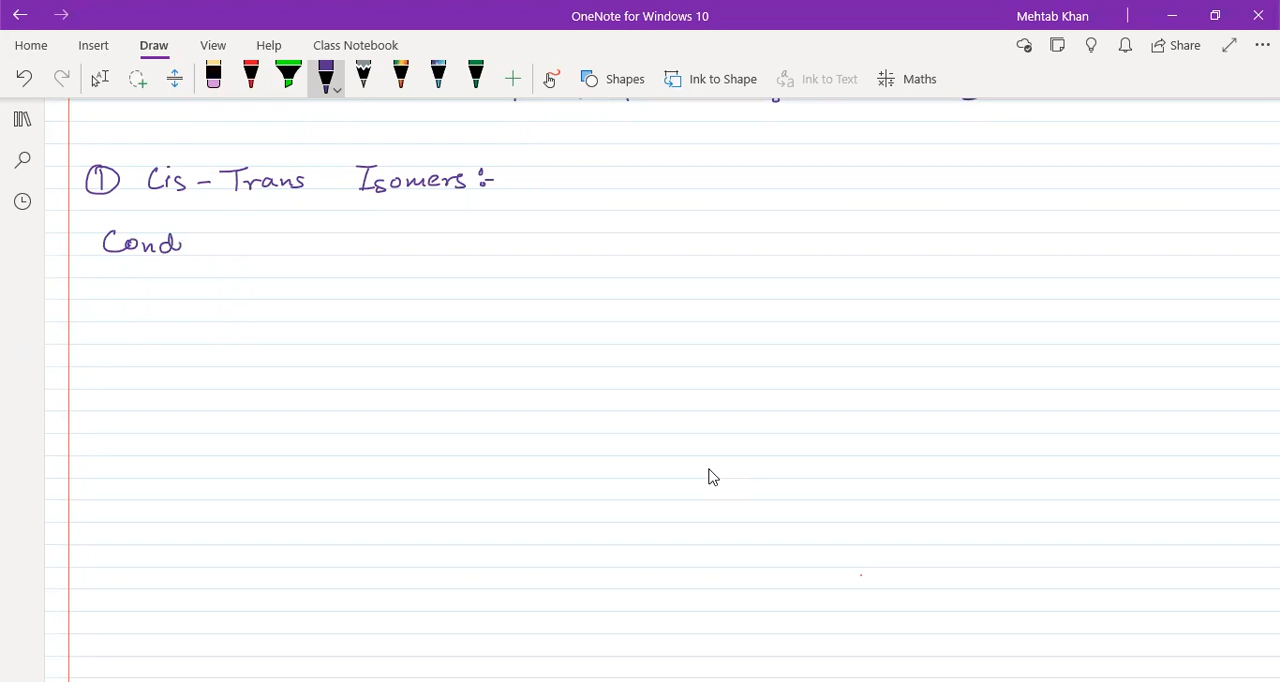 OneNote for Windows 10
Mehtab Khan
Home Insert Draw View Help Class Notebook Share
Shapes Ink to Shape Ink to Text Maths
① Cis - Trans Isomers :-
Cond